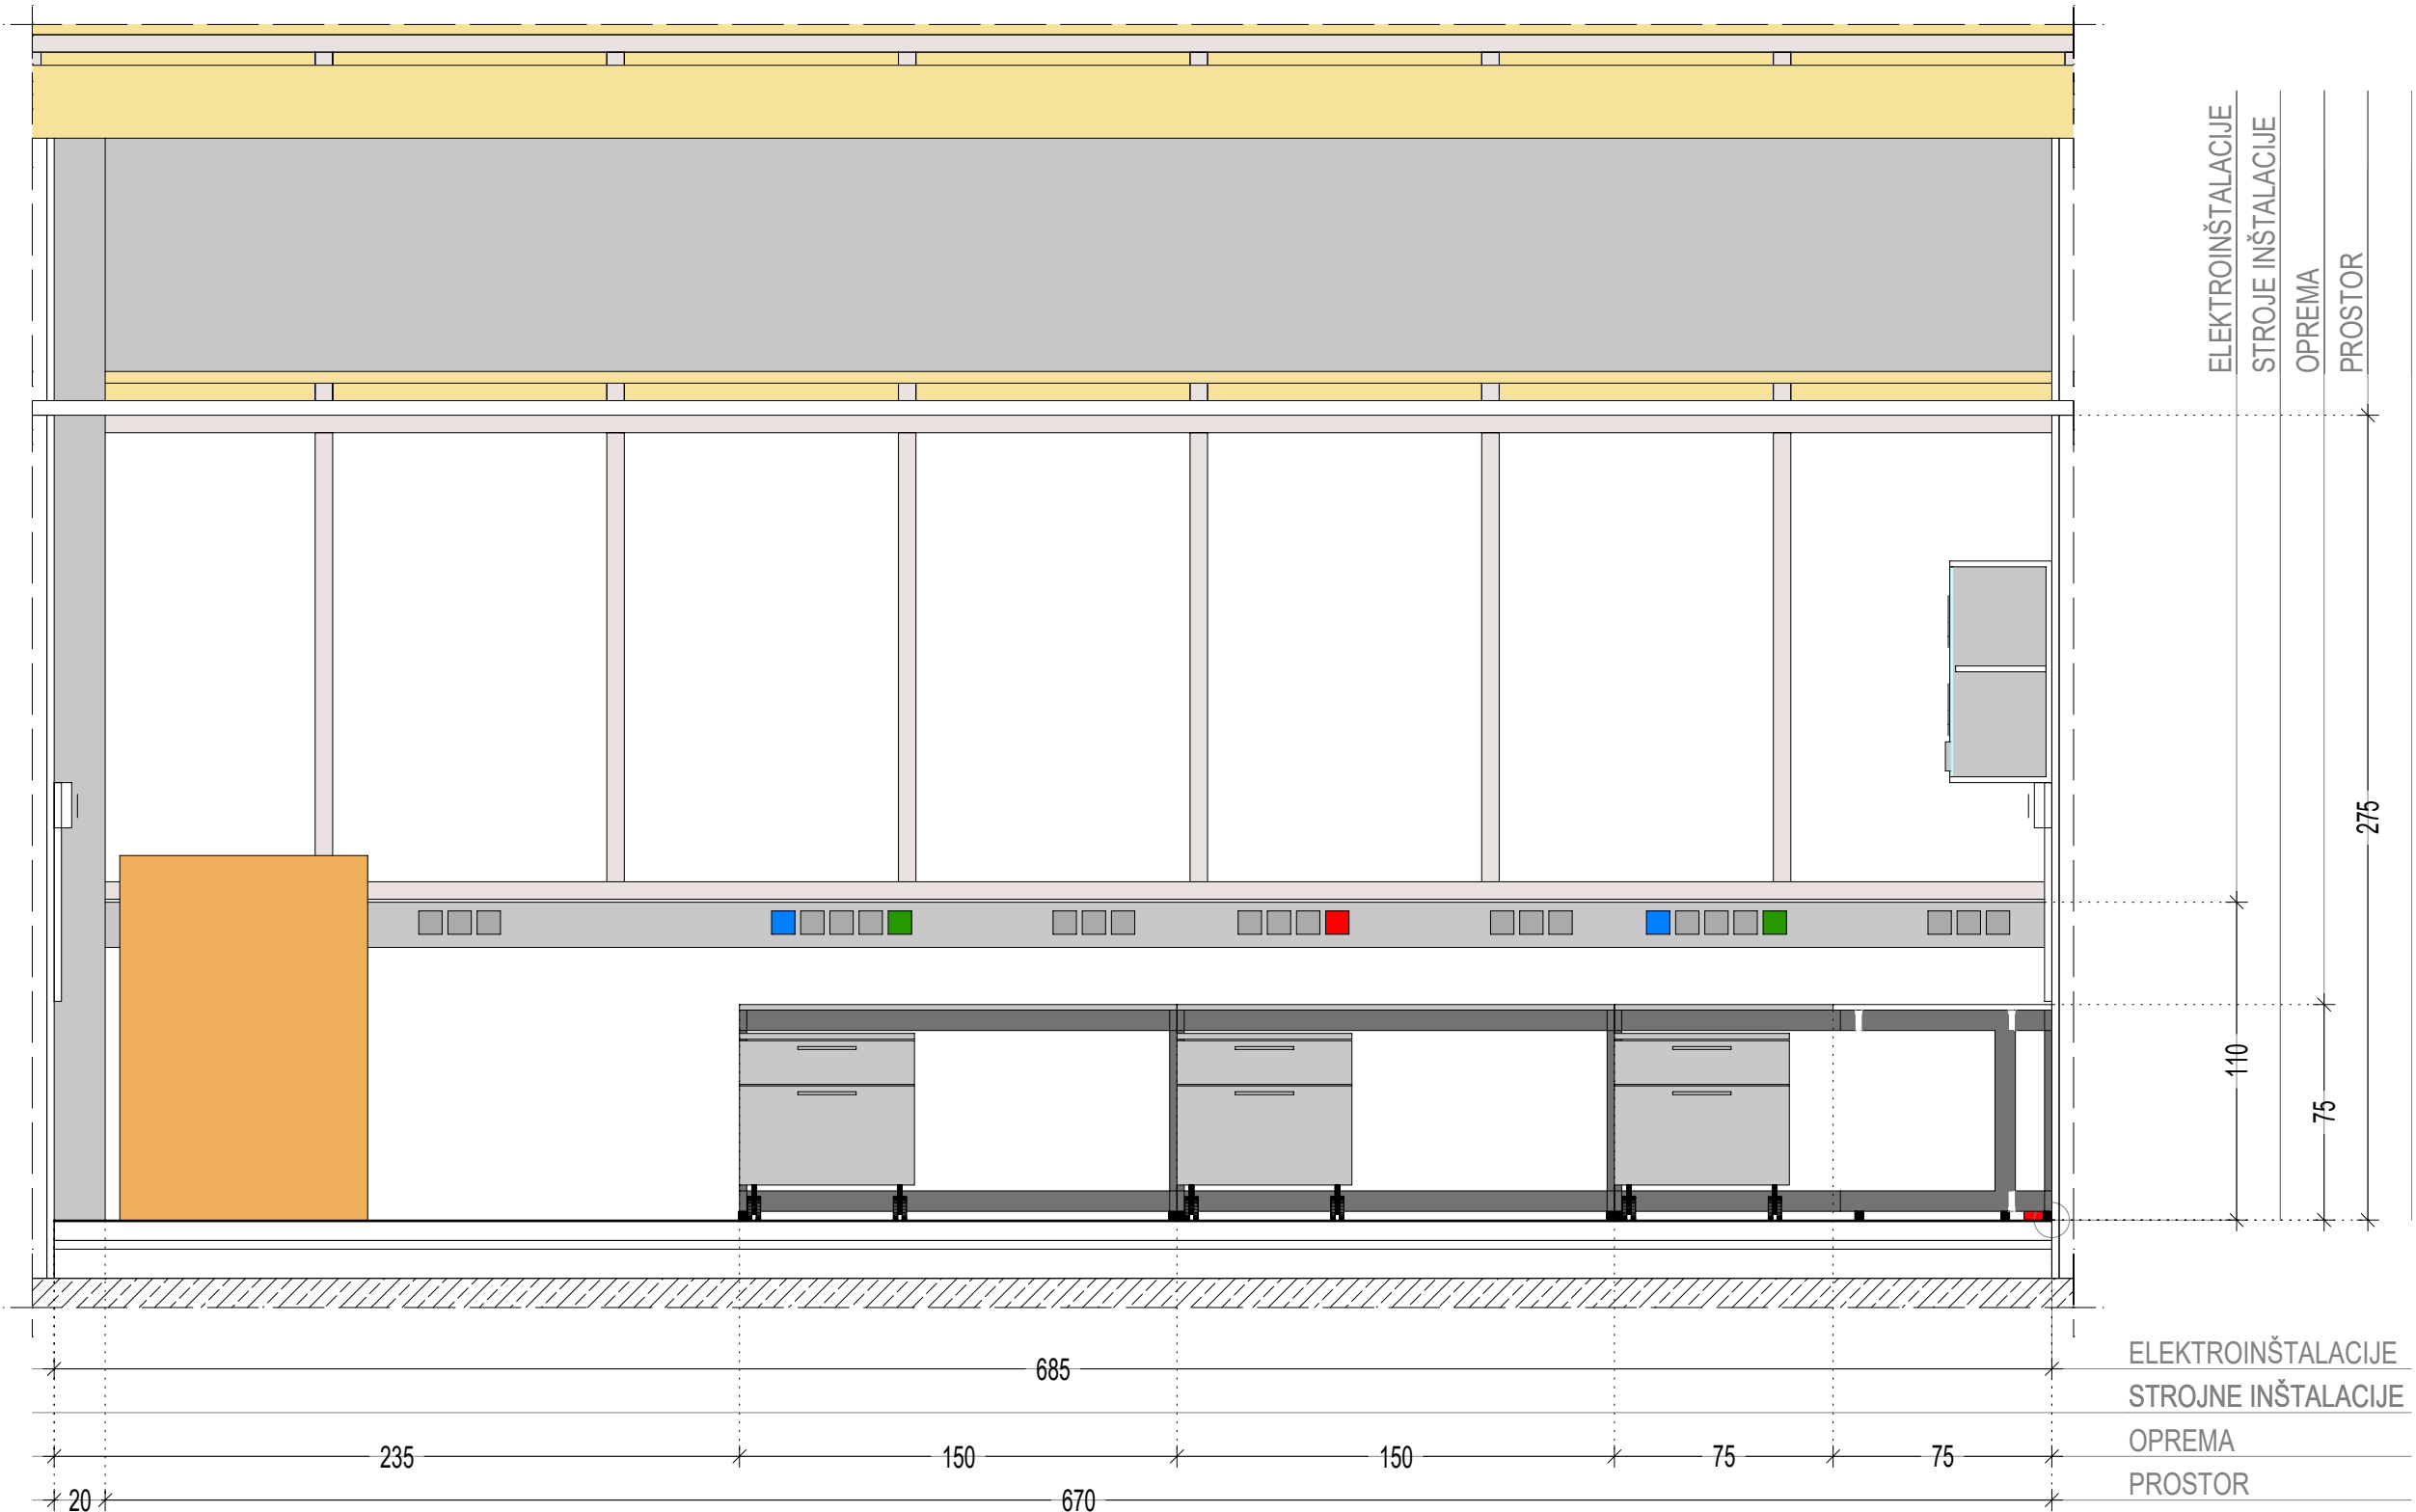 ELEKTROINŠTALACIJE
STROJE INŠTALACIJE
OPREMA
PROSTOR
275
110
75
685
ELEKTROINŠTALACIJE
STROJNE INŠTALACIJE
235
150
150
75
75
OPREMA
20
670
PROSTOR